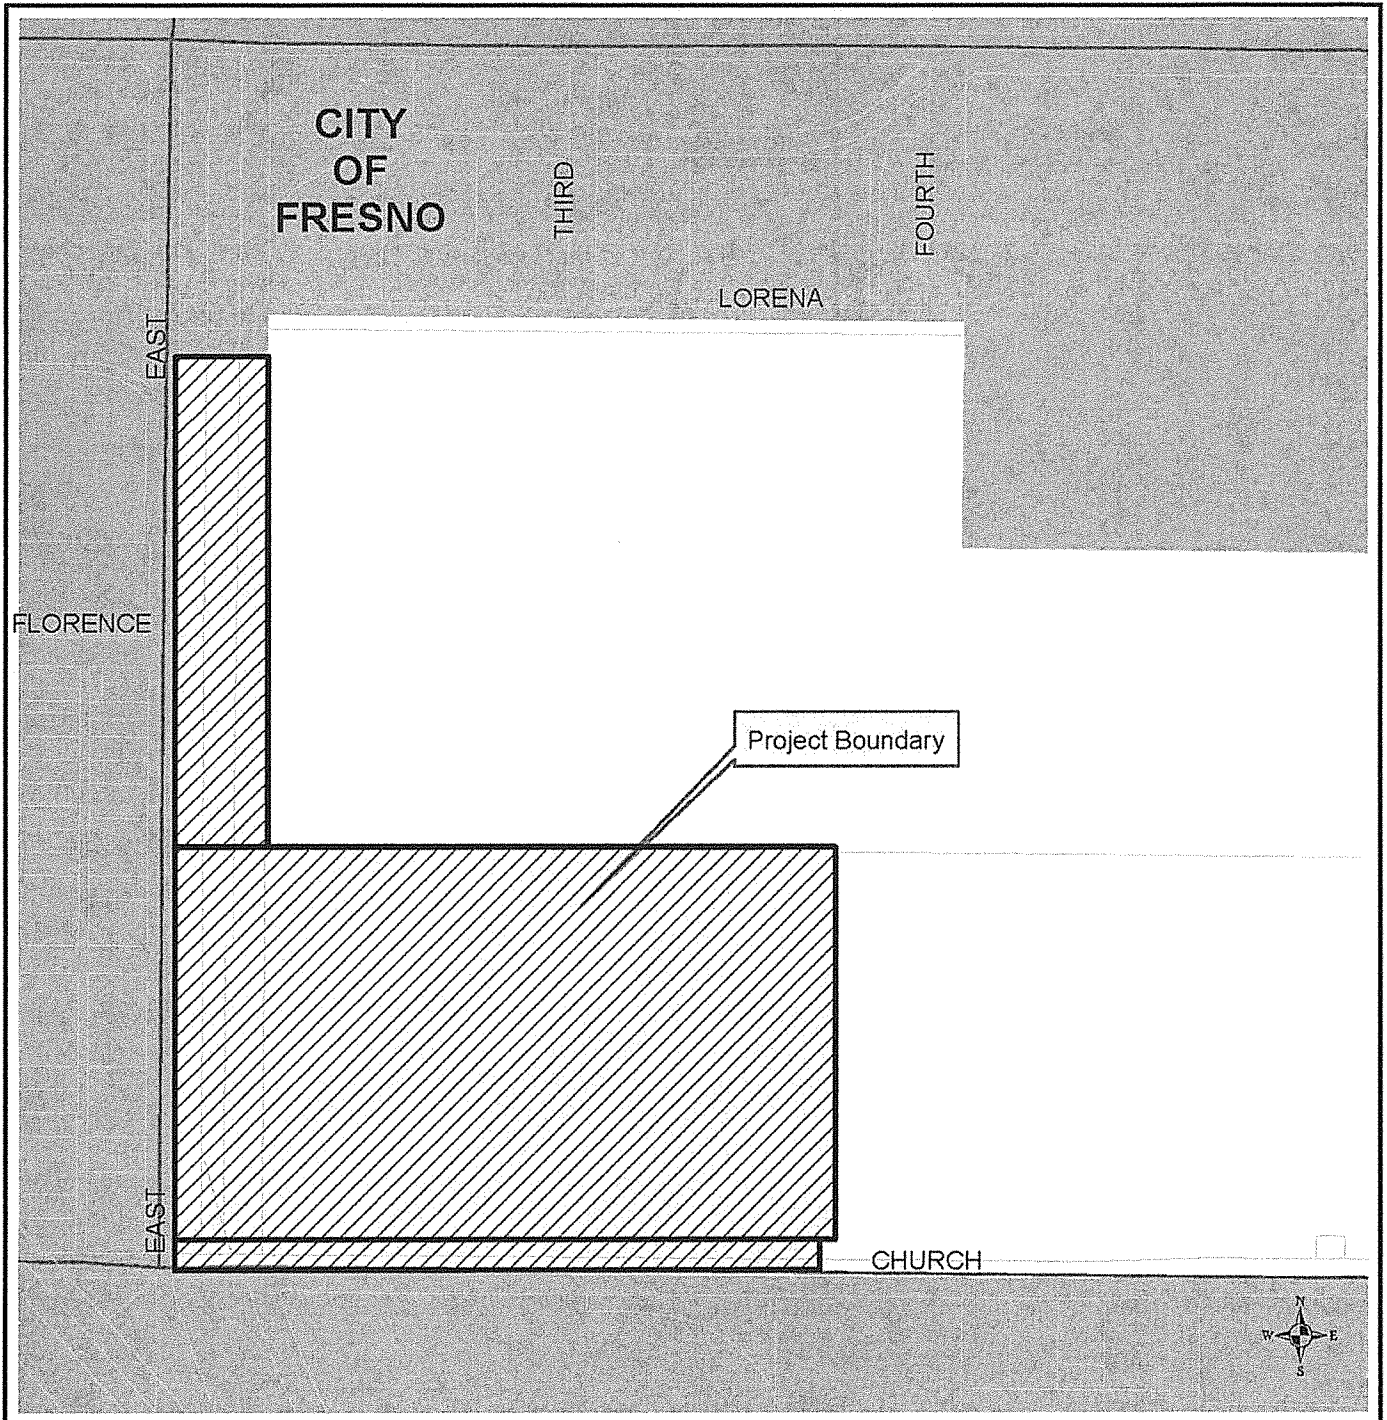 CITY
OF
FRESNO
THIRD
FOURTH
LORENA
EAST
FLORENCE
Project Boundary
EAST
CHURCH
N
W E
S